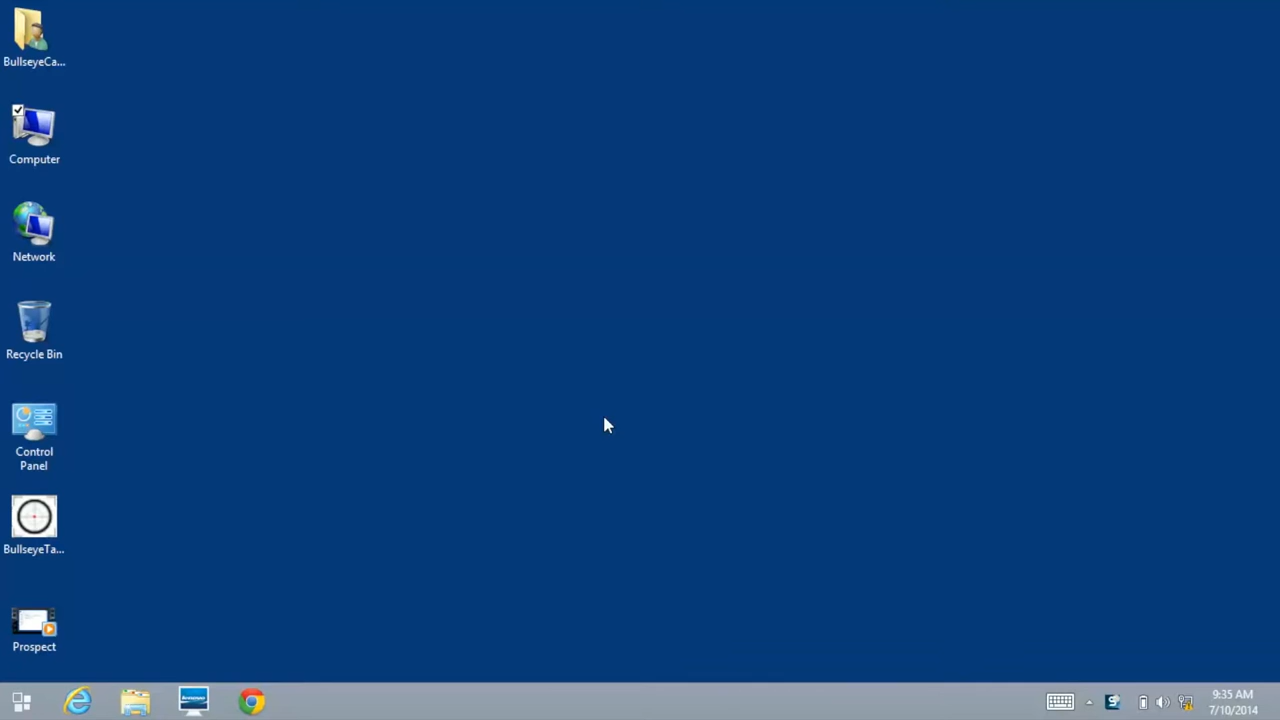 BullseyeCa...
Computer
Network
Recycle Bin
Control
Panel
BullseyeTa...
Prospect
9:35 AM
7/10/2014